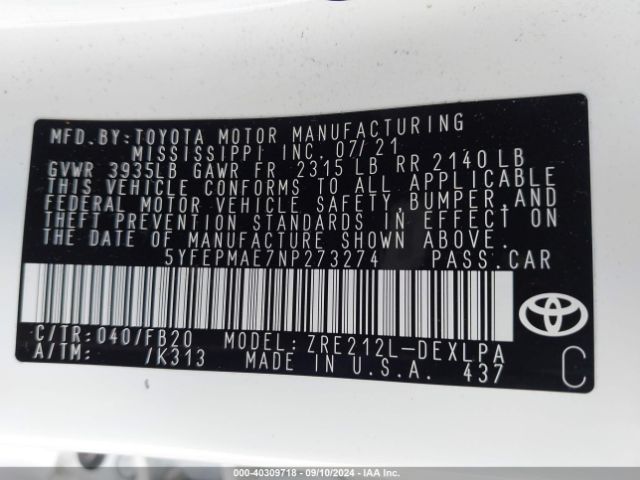 MFD.BY:TOYOTA MOTOR MANUFACTURING
MISSISSIPPI INC. 07/21
GVWR 3935LB GAWR FR 2315 LB RR 2140 LB
THIS VEHICLE CONFORMS TO ALL APPLICABLE
FEDERAL MOTOR VEHICLE SAFETY, BUMPER, AND
THEFT PREVENTION STANDARDS IN EFFECT ON
THE DATE OF MANUFACTURE SHOWN ABOVE.
5YFEPMAE7NP273274 PASS.CAR
C/TR:040/FB20 MODEL:ZRE212L-DEXLPA
A/TM: /K313 MADE IN U.S.A. 437
C
TOYOTA
000-40309718 - 09/10/2024 - IAA Inc.